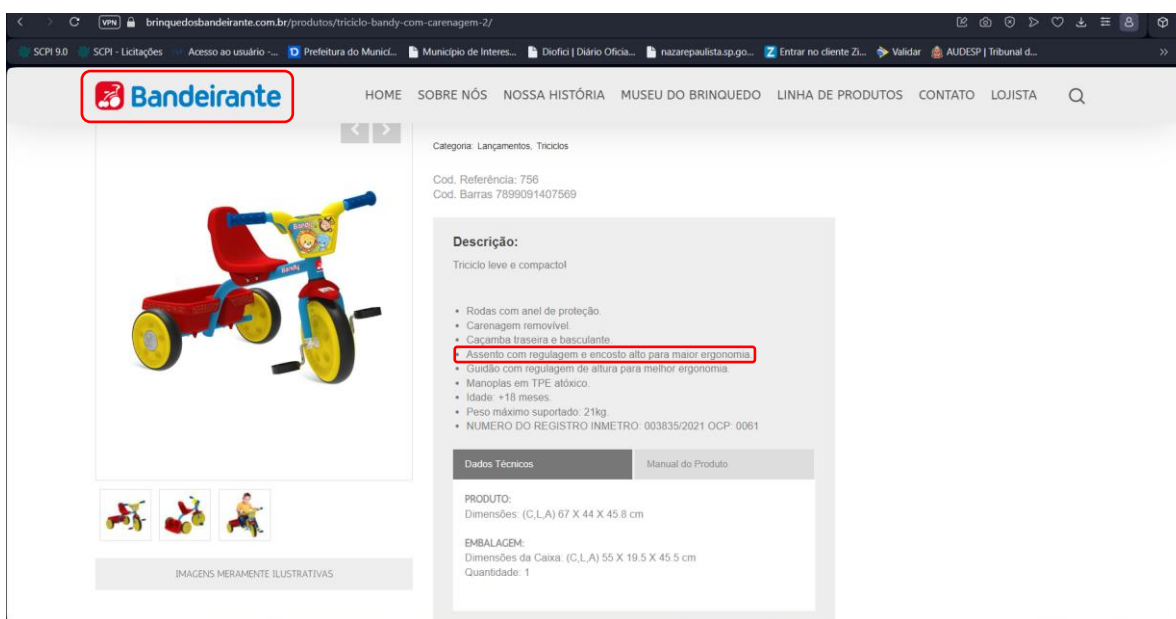 VPN brinquedosbandeirante.com.br/produtos/triciclo-bandy-com-carenagem-2/
SCPI 9.0 SCPI - Licitações Acesso ao usuário -... Prefeitura do Municí... Município de Interes... Diofici | Diário Oficia... nazarepaulista.sp.go... Entrar no cliente Zi... Validar AUDESP | Tribunal d...
Bandeirante HOME SOBRE NÓS NOSSA HISTÓRIA MUSEU DO BRINQUEDO LINHA DE PRODUTOS CONTATO LOJISTA
Categoria: Lançamentos, Triciclos
Cod. Referência: 756
Cod. Barras 7899091407569
Descrição:
Triciclo leve e compacto!
• Rodas com anel de proteção.
• Carenagem removível.
• Caçamba traseira e basculante.
• Assento com regulagem e encosto alto para maior ergonomia.
• Guidão com regulagem de altura para melhor ergonomia.
• Manoplas em TPE atóxico.
• Idade: +18 meses.
• Peso máximo suportado: 21kg.
• NUMERO DO REGISTRO INMETRO: 003835/2021 OCP: 0061
Dados Técnicos Manual do Produto
PRODUTO:
Dimensões: (C,L,A) 67 X 44 X 45.8 cm
EMBALAGEM:
Dimensões da Caixa: (C,L,A) 55 X 19.5 X 45.5 cm
Quantidade: 1
IMAGENS MERAMENTE ILUSTRATIVAS
Bandy
Bandy